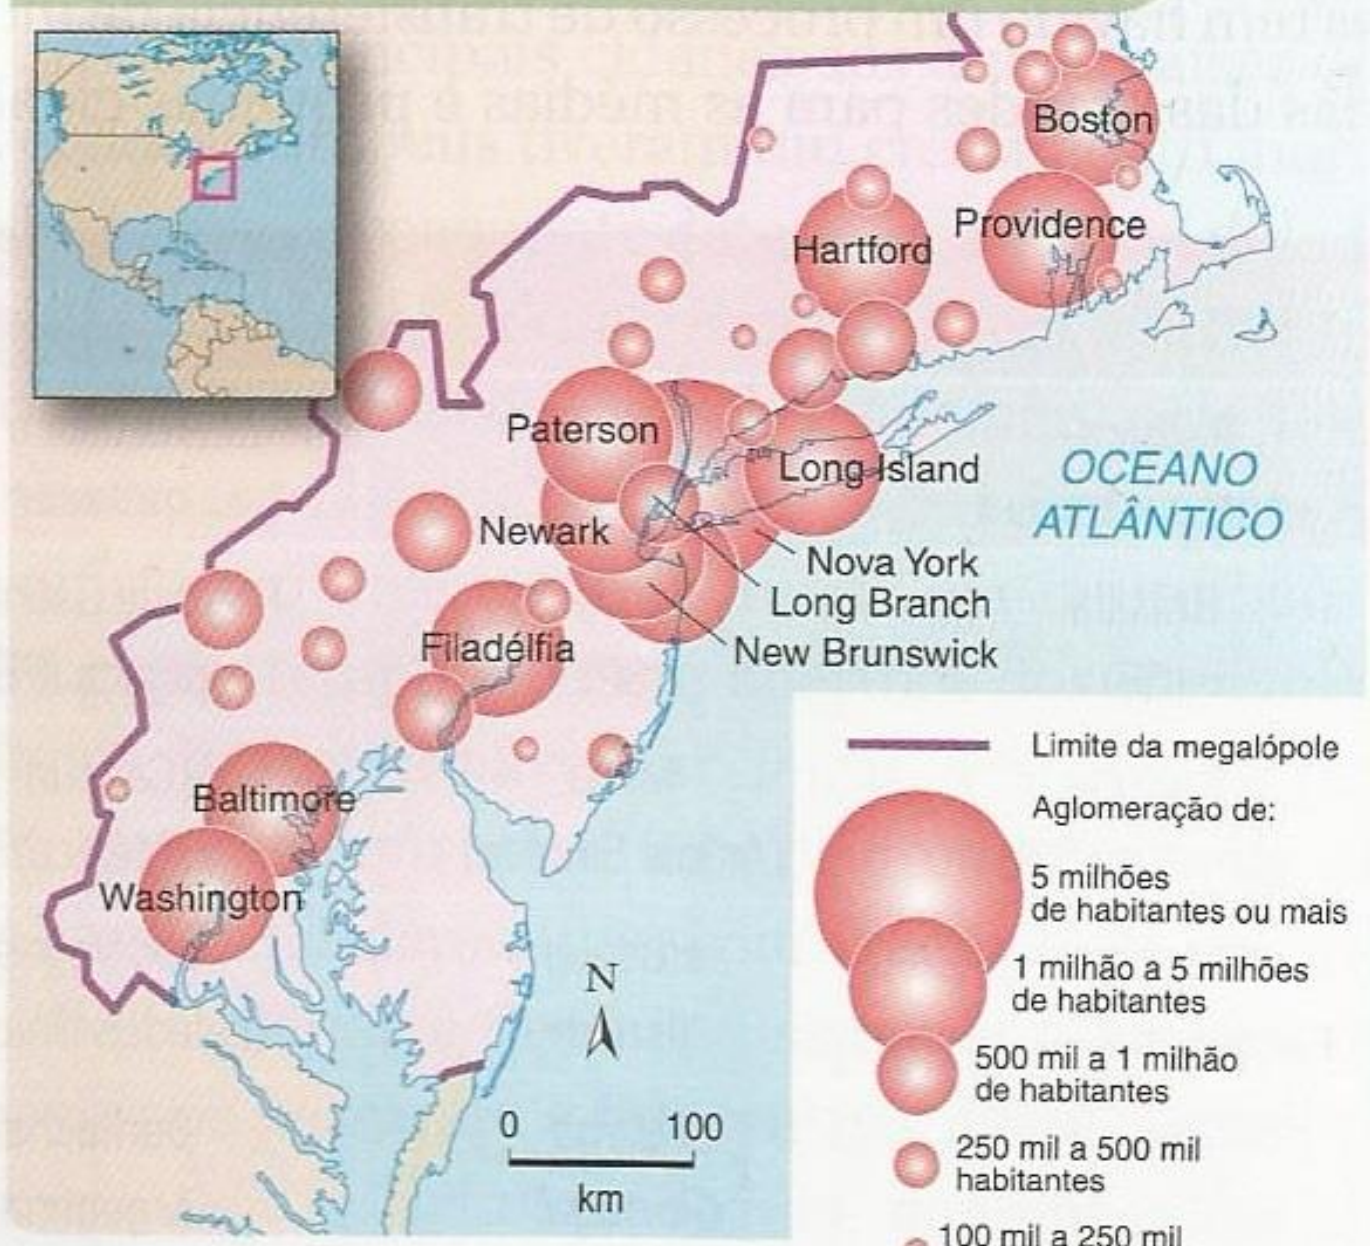 Boston
Providence
Hartford
Paterson
Long Island
OCEANO
ATLÂNTICO
Newark
Nova York
Long Branch
New Brunswick
Filadélfia
Baltimore
Washington
N
0 100
km
Limite da megalópole
Aglomeração de:
5 milhões
de habitantes ou mais
1 milhão a 5 milhões
de habitantes
500 mil a 1 milhão
de habitantes
250 mil a 500 mil
habitantes
100 mil a 250 mil